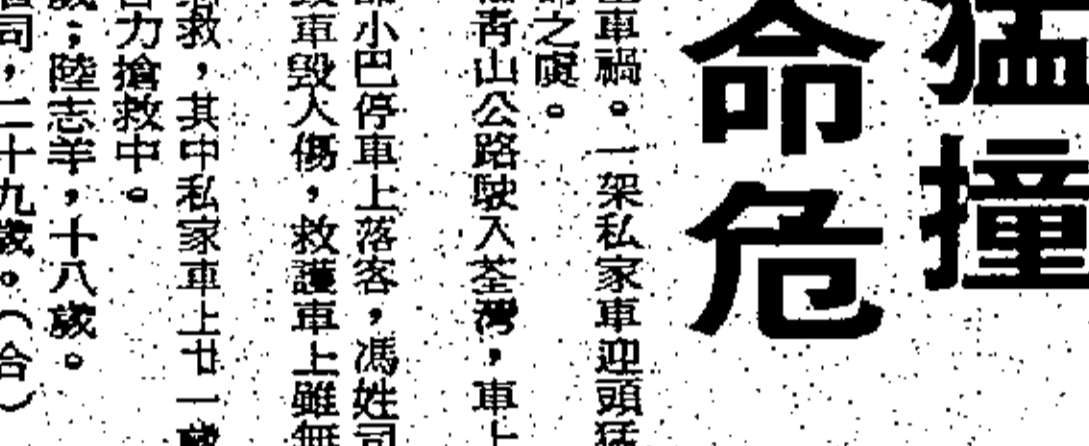 猛撞
命危
車禍。一架私家車迎頭猛
之虞。
青山公路駛入荃灣，車上
小巴停車上落客，馮姓司
車毀人傷，救護車上雖無
救，其中私家車上廿一歲
力搶救中。
歲；陸志羊，十八歲。
司，二十九歲。（合）